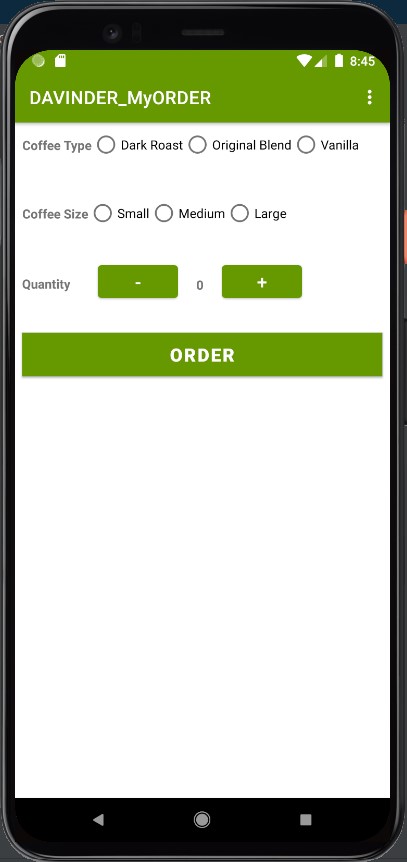 8:45
DAVINDER_MyORDER
Coffee Type Dark Roast Original Blend Vanilla
Coffee Size Small Medium Large
Quantity - 0 +
ORDER